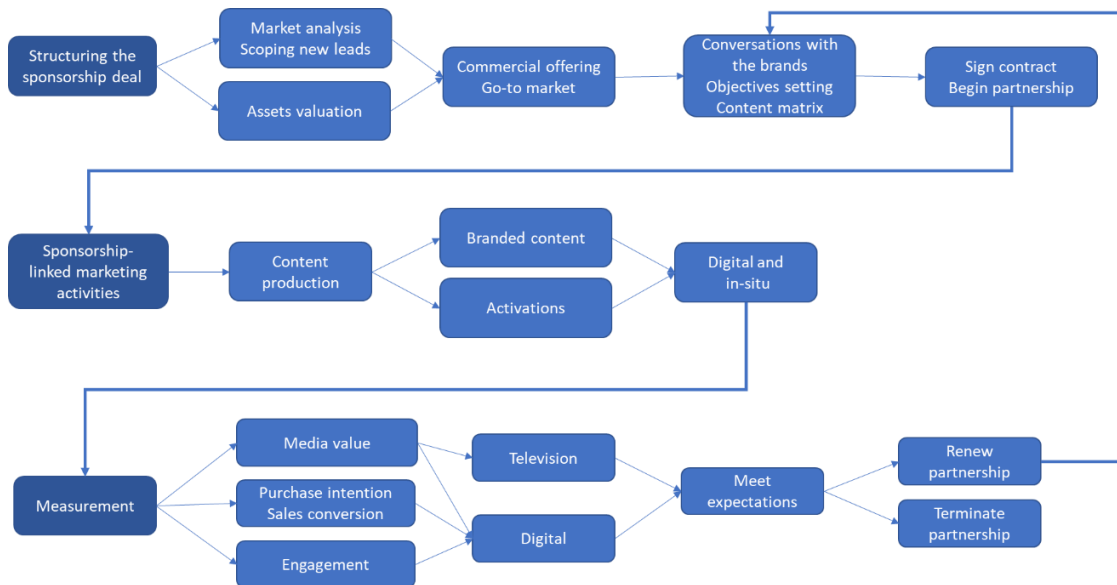 Structuring the
sponsorship deal
Market analysis
Scoping new leads
Assets valuation
Commercial offering
Go-to market
Conversations with
the brands
Objectives setting
Content matrix
Sign contract
Begin partnership
Sponsorship-
linked marketing
activities
Content
production
Branded content
Activations
Digital and
in-situ
Measurement
Media value
Purchase intention
Sales conversion
Engagement
Television
Digital
Meet
expectations
Renew
partnership
Terminate
partnership